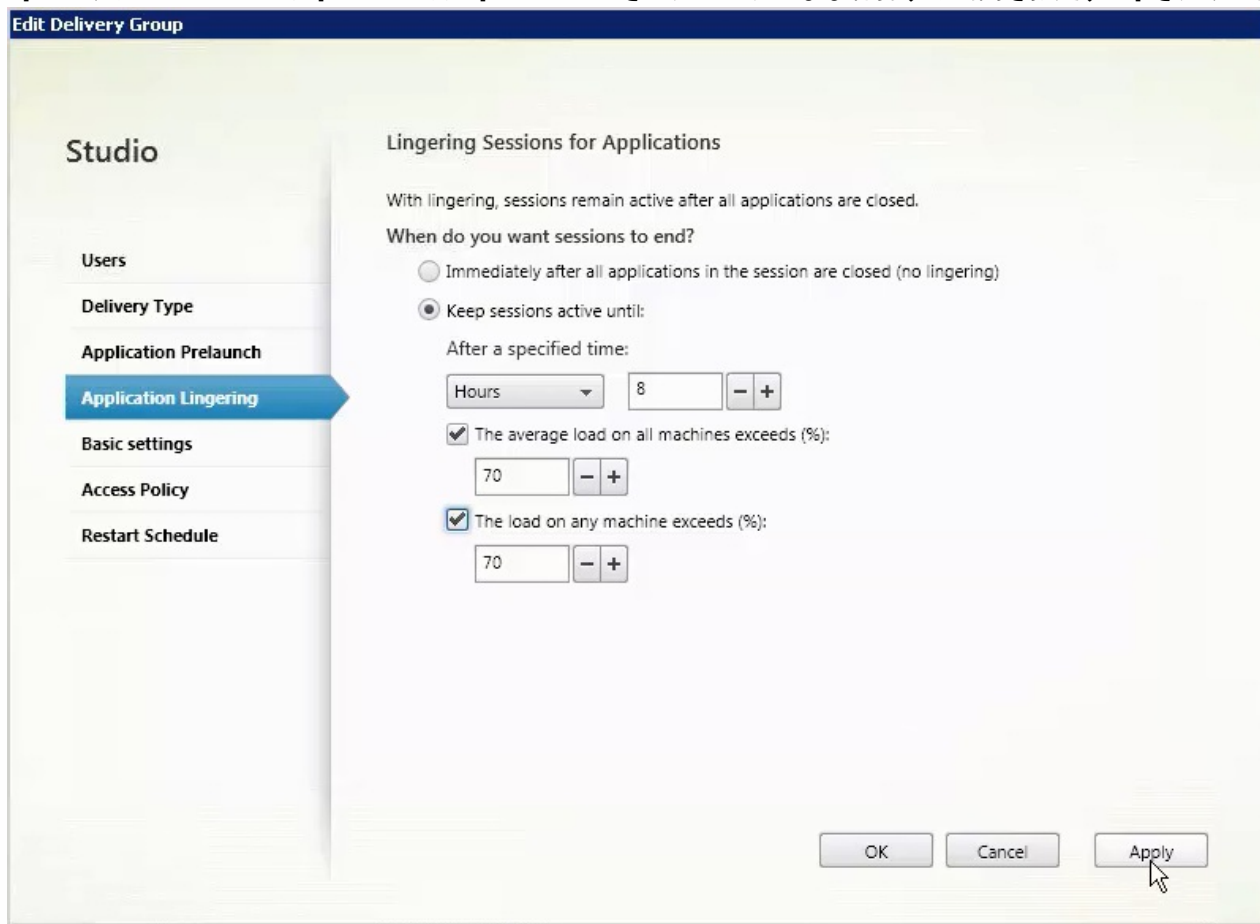 Edit Delivery Group
Studio
Users
Delivery Type
Application Prelaunch
Application Lingering
Basic settings
Access Policy
Restart Schedule
Lingering Sessions for Applications
With lingering, sessions remain active after all applications are closed.
When do you want sessions to end?
Immediately after all applications in the session are closed (no lingering)
Keep sessions active until:
After a specified time:
Hours 8 − +
The average load on all machines exceeds (%):
70 − +
The load on any machine exceeds (%):
70 − +
OK Cancel Apply